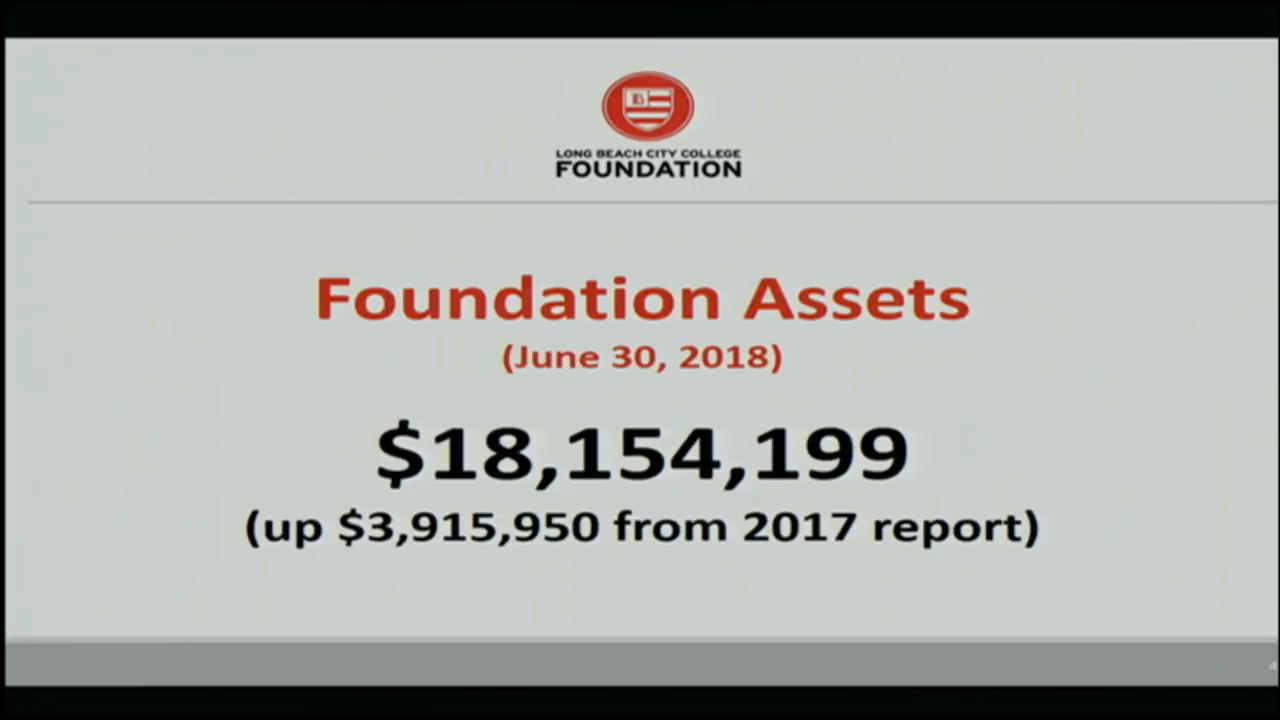 LONG BEACH CITY COLLEGE
FOUNDATION
Foundation Assets
(June 30, 2018)
$18,154,199
(up $3,915,950 from 2017 report)